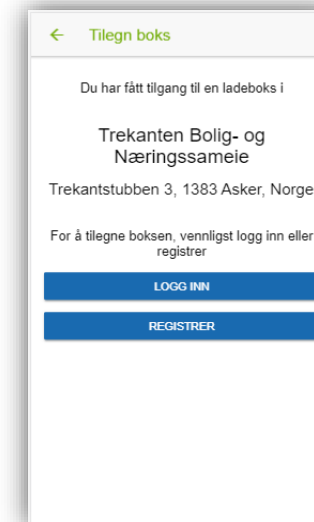 Tilegn boks
Du har fått tilgang til en ladeboks i
Trekanten Bolig- og
Næringssameie
Trekantstubben 3, 1383 Asker, Norge
For å tilegne boksen, vennligst logg inn eller
registrer
LOGG INN
REGISTRER